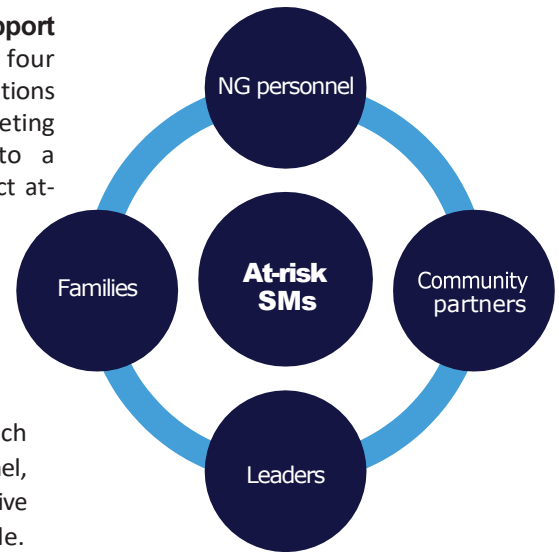 pport
four
tions
eting
to a
ct at-
ch
nel,
ive
le.
NG personnel
Families
At-risk
SMs
Community
partners
Leaders